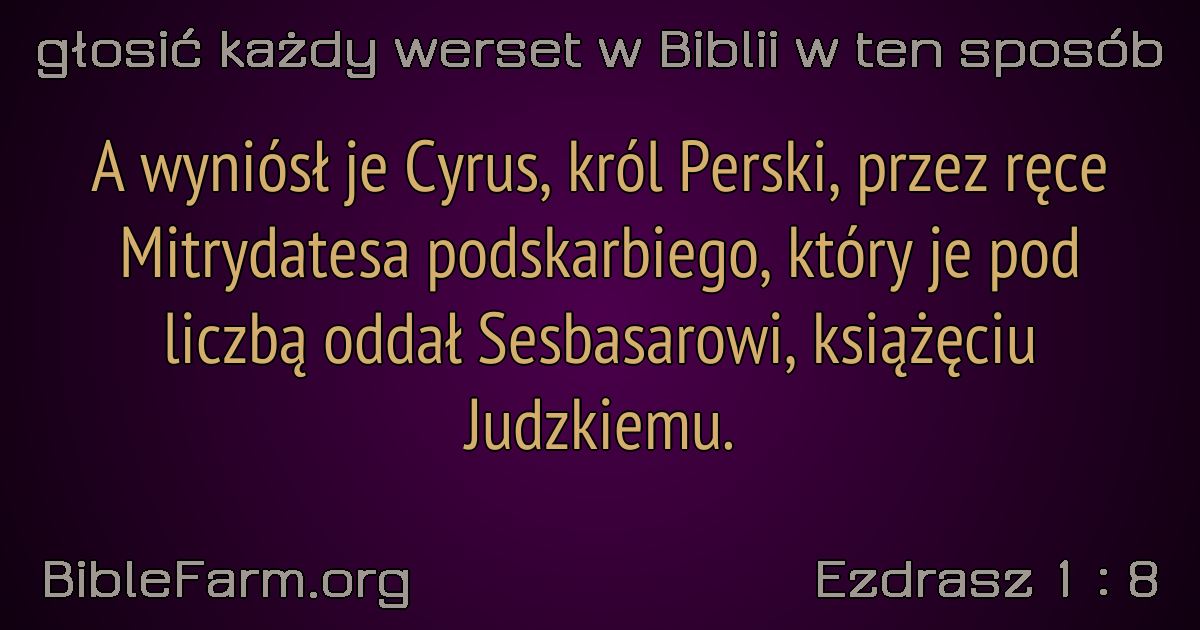 głosić każdy werset w Biblii w ten sposób
A wyniósł je Cyrus, król Perski, przez ręce
Mitrydatesa podskarbiego, który je pod
liczbą oddał Sesbasarowi, książęciu
Judzkiemu.
BibleFarm.org
Ezdrasz 1 : 8